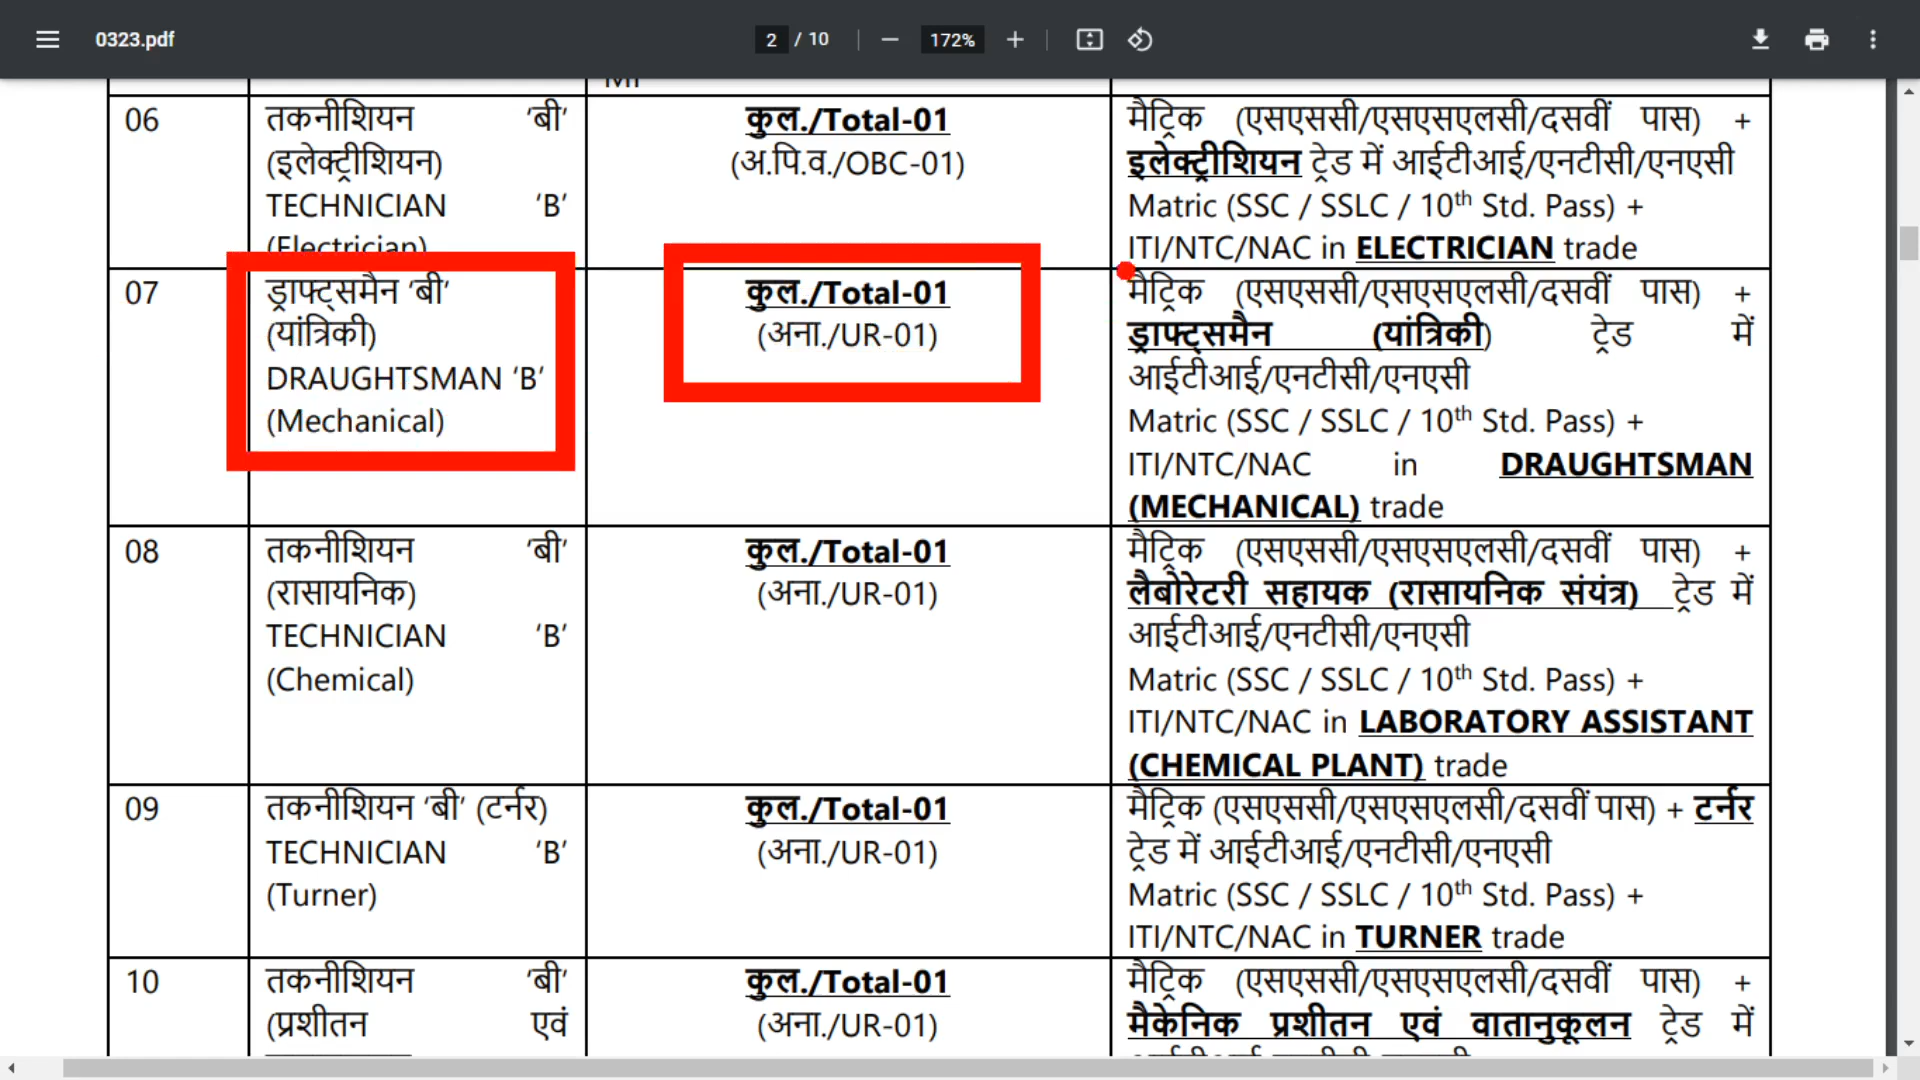 0323.pdf
2 / 10
172%
06
तकनीशियन 'बी'
(इलेक्ट्रीशियन)
TECHNICIAN 'B'
(Electrician)
कुल./Total-01
(अ.पि.व./OBC-01)
मैट्रिक (एसएससी/एसएसएलसी/दसवीं पास) +
इलेक्ट्रीशियन ट्रेड में आईटीआई/एनटीसी/एनएसी
Matric (SSC / SSLC / 10th Std. Pass) +
ITI/NTC/NAC in ELECTRICIAN trade
07
ड्राफ्ट्समैन 'बी'
(यांत्रिकी)
DRAUGHTSMAN 'B'
(Mechanical)
कुल./Total-01
(अना./UR-01)
मैट्रिक (एसएससी/एसएसएलसी/दसवीं पास) +
ड्राफ्ट्समैन (यांत्रिकी) ट्रेड में
आईटीआई/एनटीसी/एनएसी
Matric (SSC / SSLC / 10th Std. Pass) +
ITI/NTC/NAC in DRAUGHTSMAN
(MECHANICAL) trade
08
तकनीशियन 'बी'
(रासायनिक)
TECHNICIAN 'B'
(Chemical)
कुल./Total-01
(अना./UR-01)
मैट्रिक (एसएससी/एसएसएलसी/दसवीं पास) +
लैबोरेटरी सहायक (रासायनिक संयंत्र) ट्रेड में
आईटीआई/एनटीसी/एनएसी
Matric (SSC / SSLC / 10th Std. Pass) +
ITI/NTC/NAC in LABORATORY ASSISTANT
(CHEMICAL PLANT) trade
09
तकनीशियन 'बी' (टर्नर)
TECHNICIAN 'B'
(Turner)
कुल./Total-01
(अना./UR-01)
मैट्रिक (एसएससी/एसएसएलसी/दसवीं पास) + टर्नर
ट्रेड में आईटीआई/एनटीसी/एनएसी
Matric (SSC / SSLC / 10th Std. Pass) +
ITI/NTC/NAC in TURNER trade
10
तकनीशियन 'बी'
(प्रशीतन एवं
कुल./Total-01
(अना./UR-01)
मैट्रिक (एसएससी/एसएसएलसी/दसवीं पास) +
मैकेनिक प्रशीतन एवं वातानुकूलन ट्रेड में